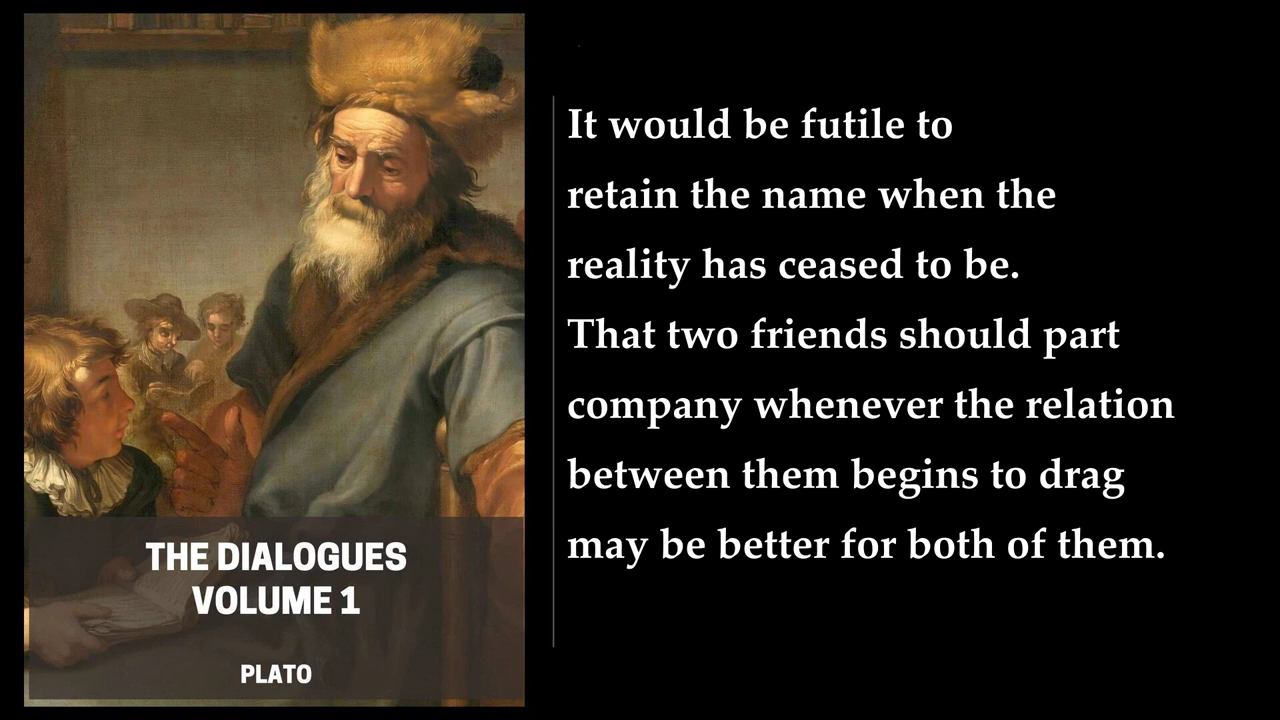 THE DIALOGUES
VOLUME 1
PLATO
It would be futile to
retain the name when the
reality has ceased to be.
That two friends should part
company whenever the relation
between them begins to drag
may be better for both of them.